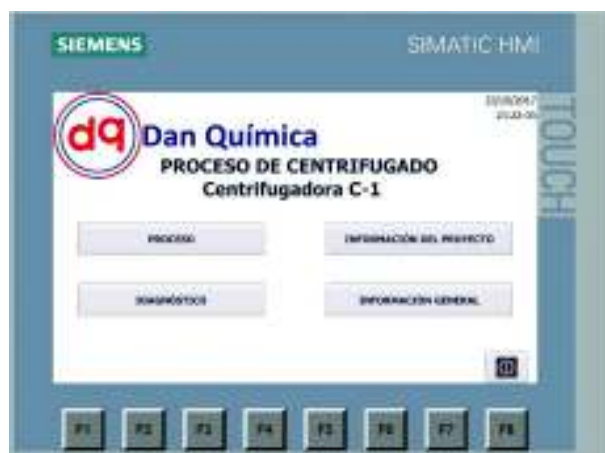 SIEMENS
SIMATIC HMI
TOUCH
dq Dan Química
PROCESO DE CENTRIFUGADO
Centrifugadora C-1
PROCESO
INFORMACIÓN DEL PROYECTO
DIAGNÓSTICO
INFORMACIÓN GENERAL
F1 F2 F3 F4 F5 F6 F7 F8